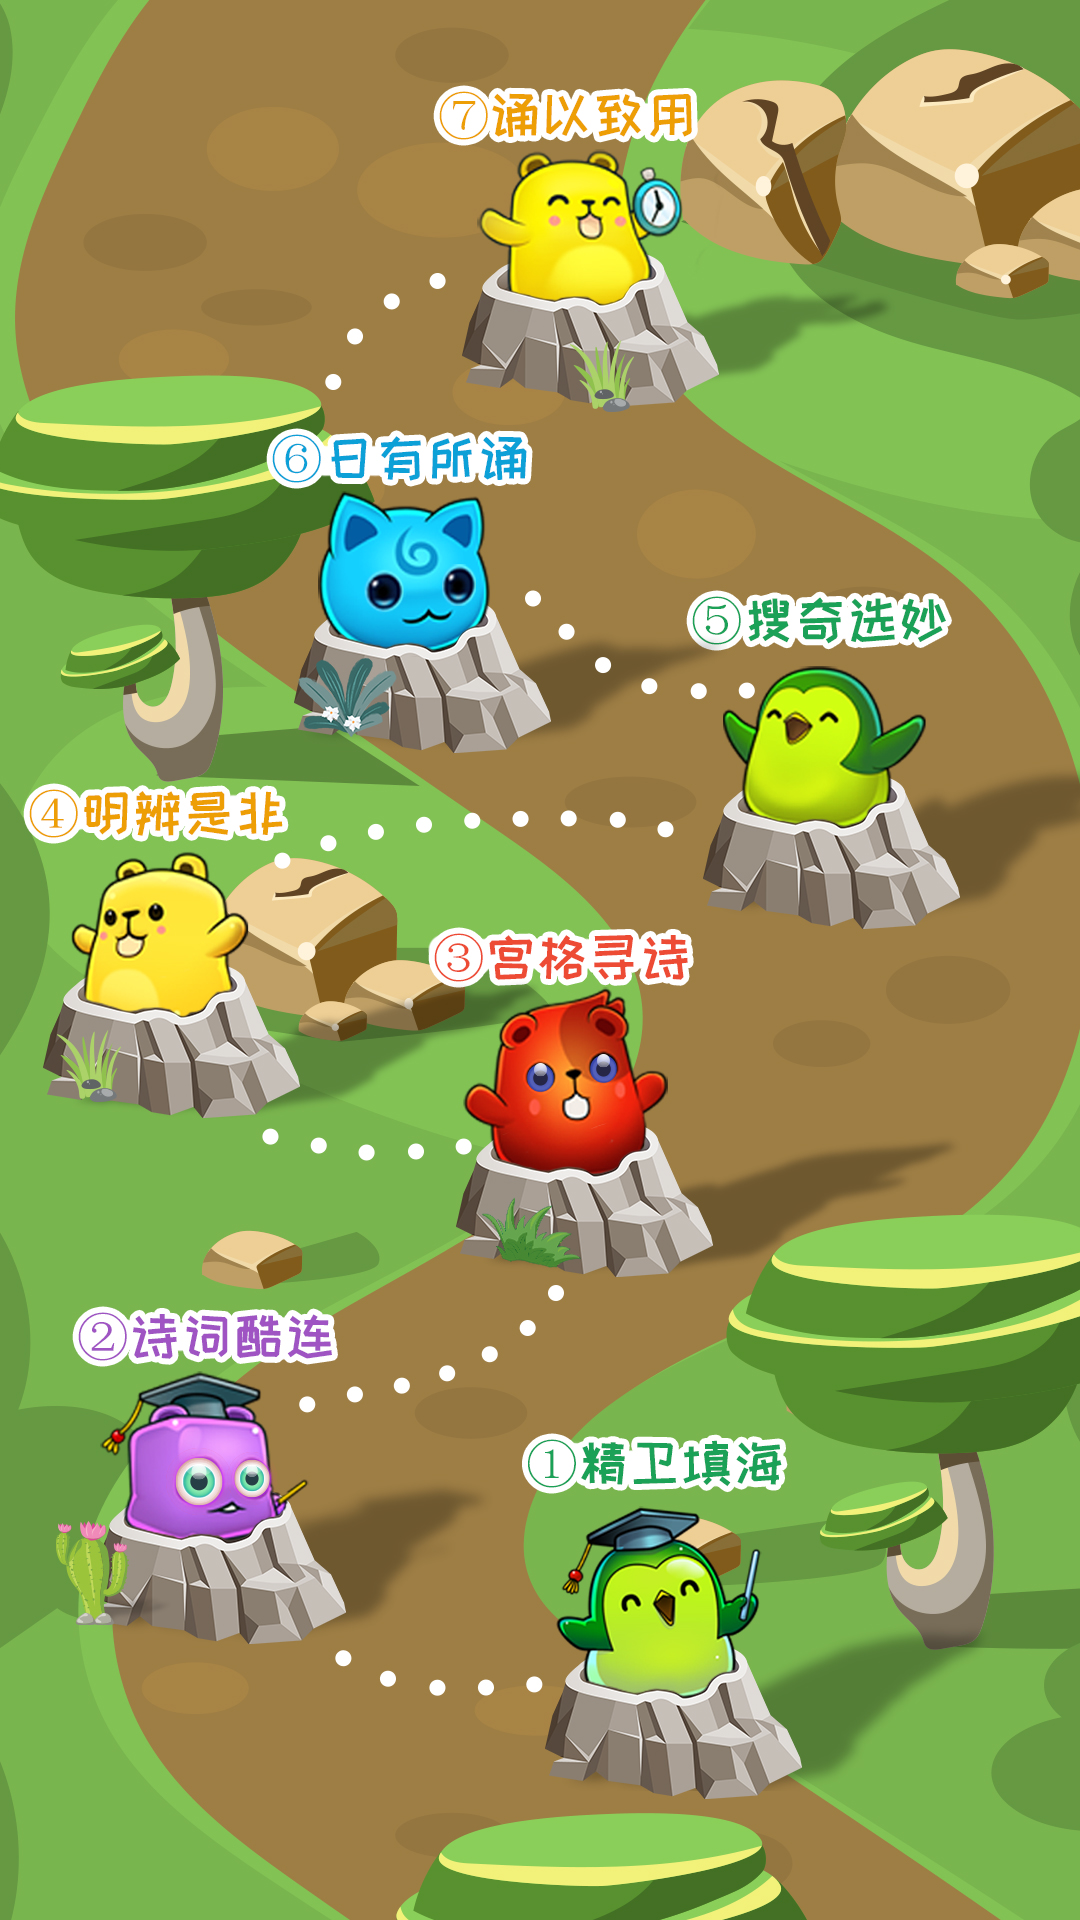 ⑦诵以致用
⑥日有所诵
⑤搜奇选妙
④明辨是非
③宫格寻诗
②诗词酷连
①精卫填海